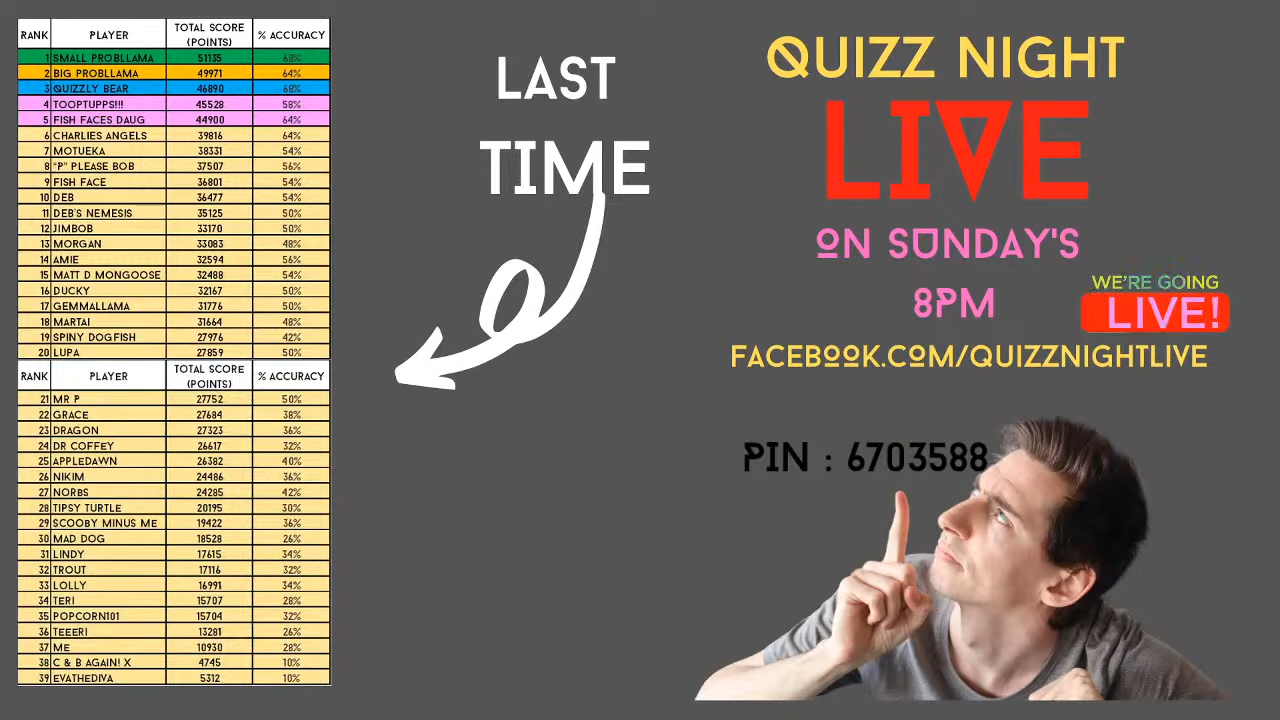 RANK PLAYER TOTAL SCORE (POINTS) % ACCURACY
1 SMALL PROBLLAMA 51135 68%
2 BIG PROBLLAMA 49971 64%
3 QUIZZLY BEAR 46890 68%
4 TOOPTUPPS!!! 45528 58%
5 FISH FACES DAUG 44900 64%
6 CHARLIES ANGELS 39816 64%
7 MOTUEKA 38331 54%
8 "P" PLEASE BOB 37507 56%
9 FISH FACE 36801 54%
10 DEB 36477 54%
11 DEB'S NEMESIS 35125 50%
12 JIMBOB 33170 50%
13 MORGAN 33083 48%
14 AMIE 32594 56%
15 MATT D MONGOOSE 32488 54%
16 DUCKY 32167 50%
17 GEMMALLAMA 31776 50%
18 MARTAI 31664 48%
19 SPINY DOGFISH 27976 42%
20 LUPA 27859 50%
RANK PLAYER TOTAL SCORE (POINTS) % ACCURACY
21 MR P 27752 50%
22 GRACE 27684 38%
23 DRAGON 27323 36%
24 DR COFFEY 26617 32%
25 APPLEDAWN 26382 40%
26 NIKIM 24486 36%
27 NORBS 24285 42%
28 TIPSY TURTLE 20195 30%
29 SCOOBY MINUS ME 19422 36%
30 MAD DOG 18528 26%
31 LINDY 17615 34%
32 TROUT 17116 32%
33 LOLLY 16991 34%
34 TERI 15707 28%
35 POPCORN101 15704 32%
36 TEEERI 13281 26%
37 ME 10930 28%
38 C & B AGAIN! X 4745 10%
39 EVATHEDIVA 5312 10%
LAST
TIME
QUIZZ NIGHT
LIVE
ON SUNDAY'S
8PM
WE'RE GOING
LIVE!
FACEBOOK.COM/QUIZZNIGHTLIVE
PIN : 6703588